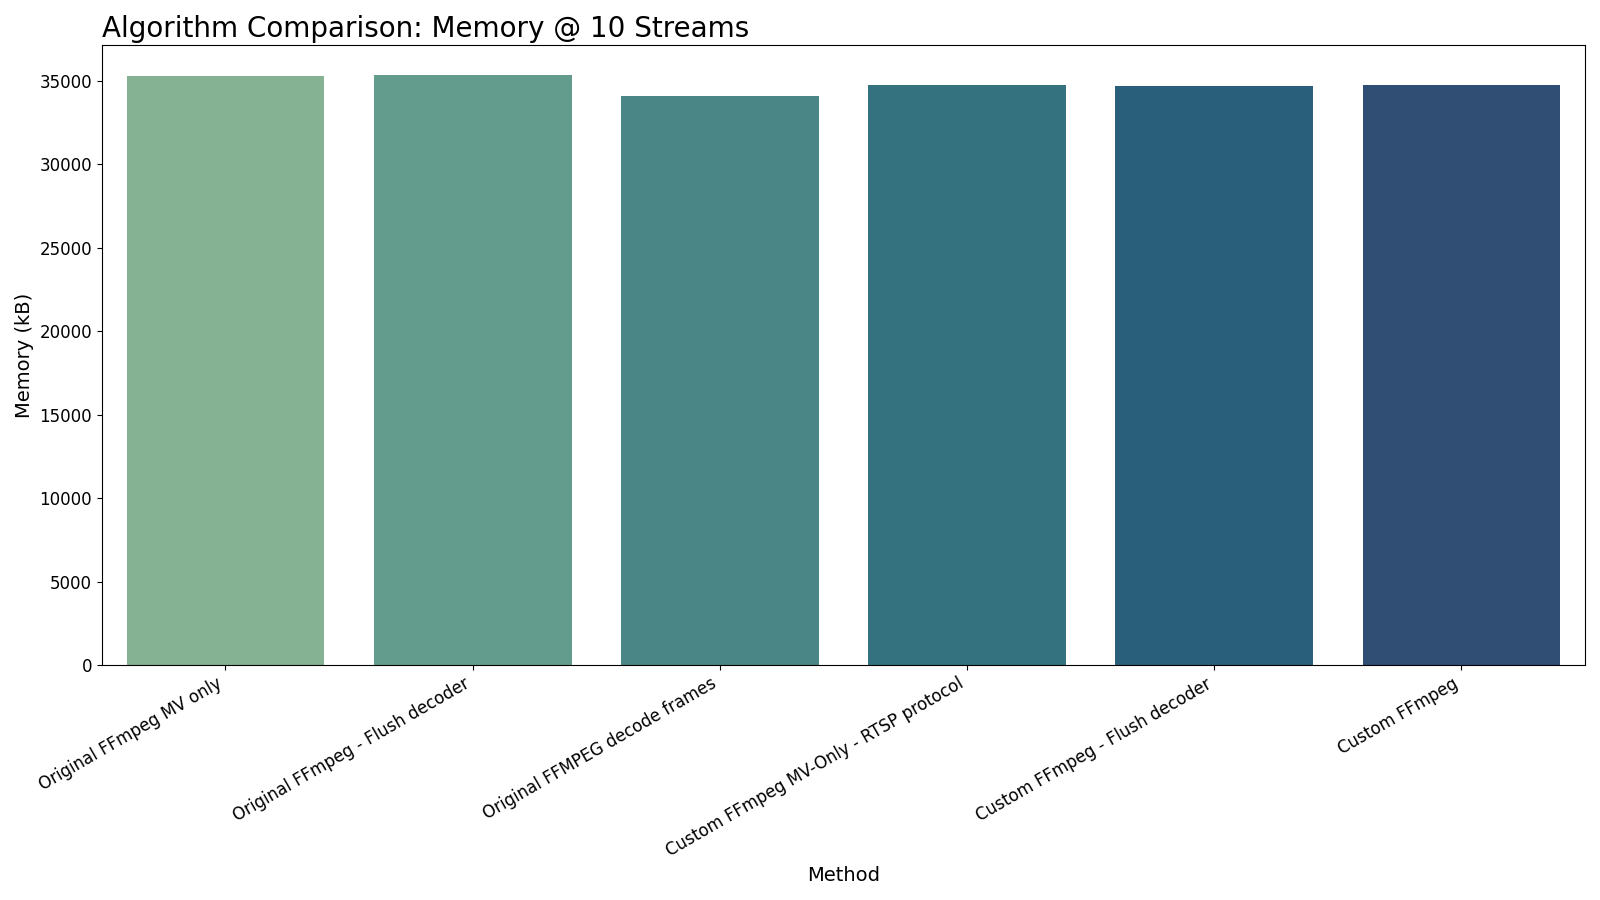 Algorithm Comparison: Memory @ 10 Streams
35000
30000
25000
20000
15000
10000
5000
0
Memory (kB)
Original FFmpeg MV only
Original FFmpeg - Flush decoder
Original FFMPEG decode frames
Custom FFmpeg MV-Only - RTSP protocol
Custom FFmpeg - Flush decoder
Custom FFmpeg
Method